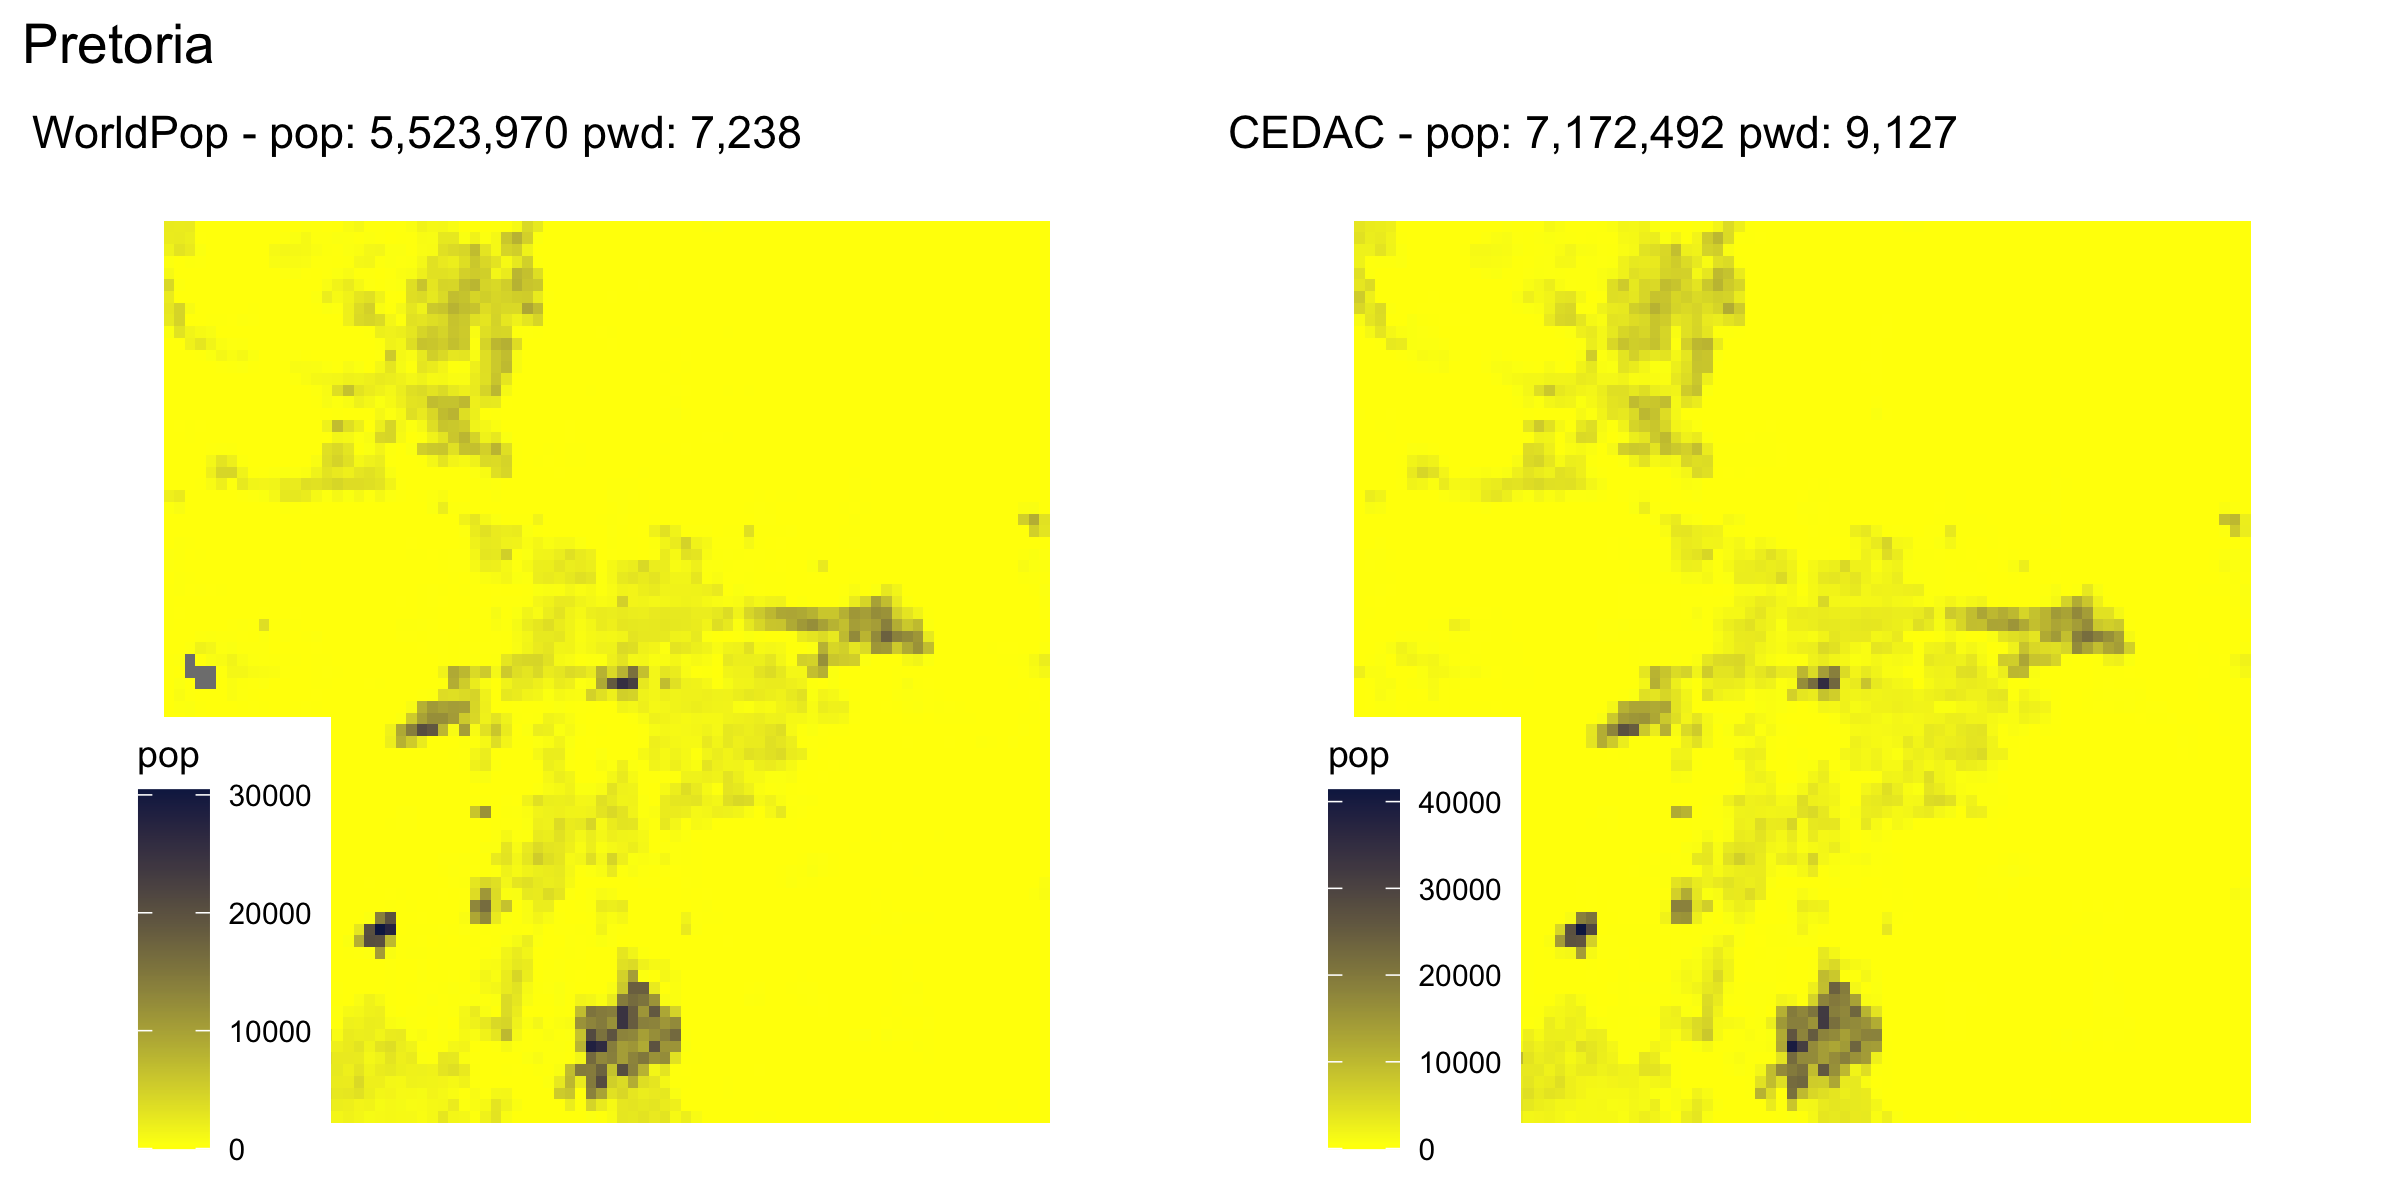 Pretoria
WorldPop - pop: 5,523,970 pwd: 7,238
CEDAC - pop: 7,172,492 pwd: 9,127
pop
30000
20000
10000
0
pop
40000
30000
20000
10000
0